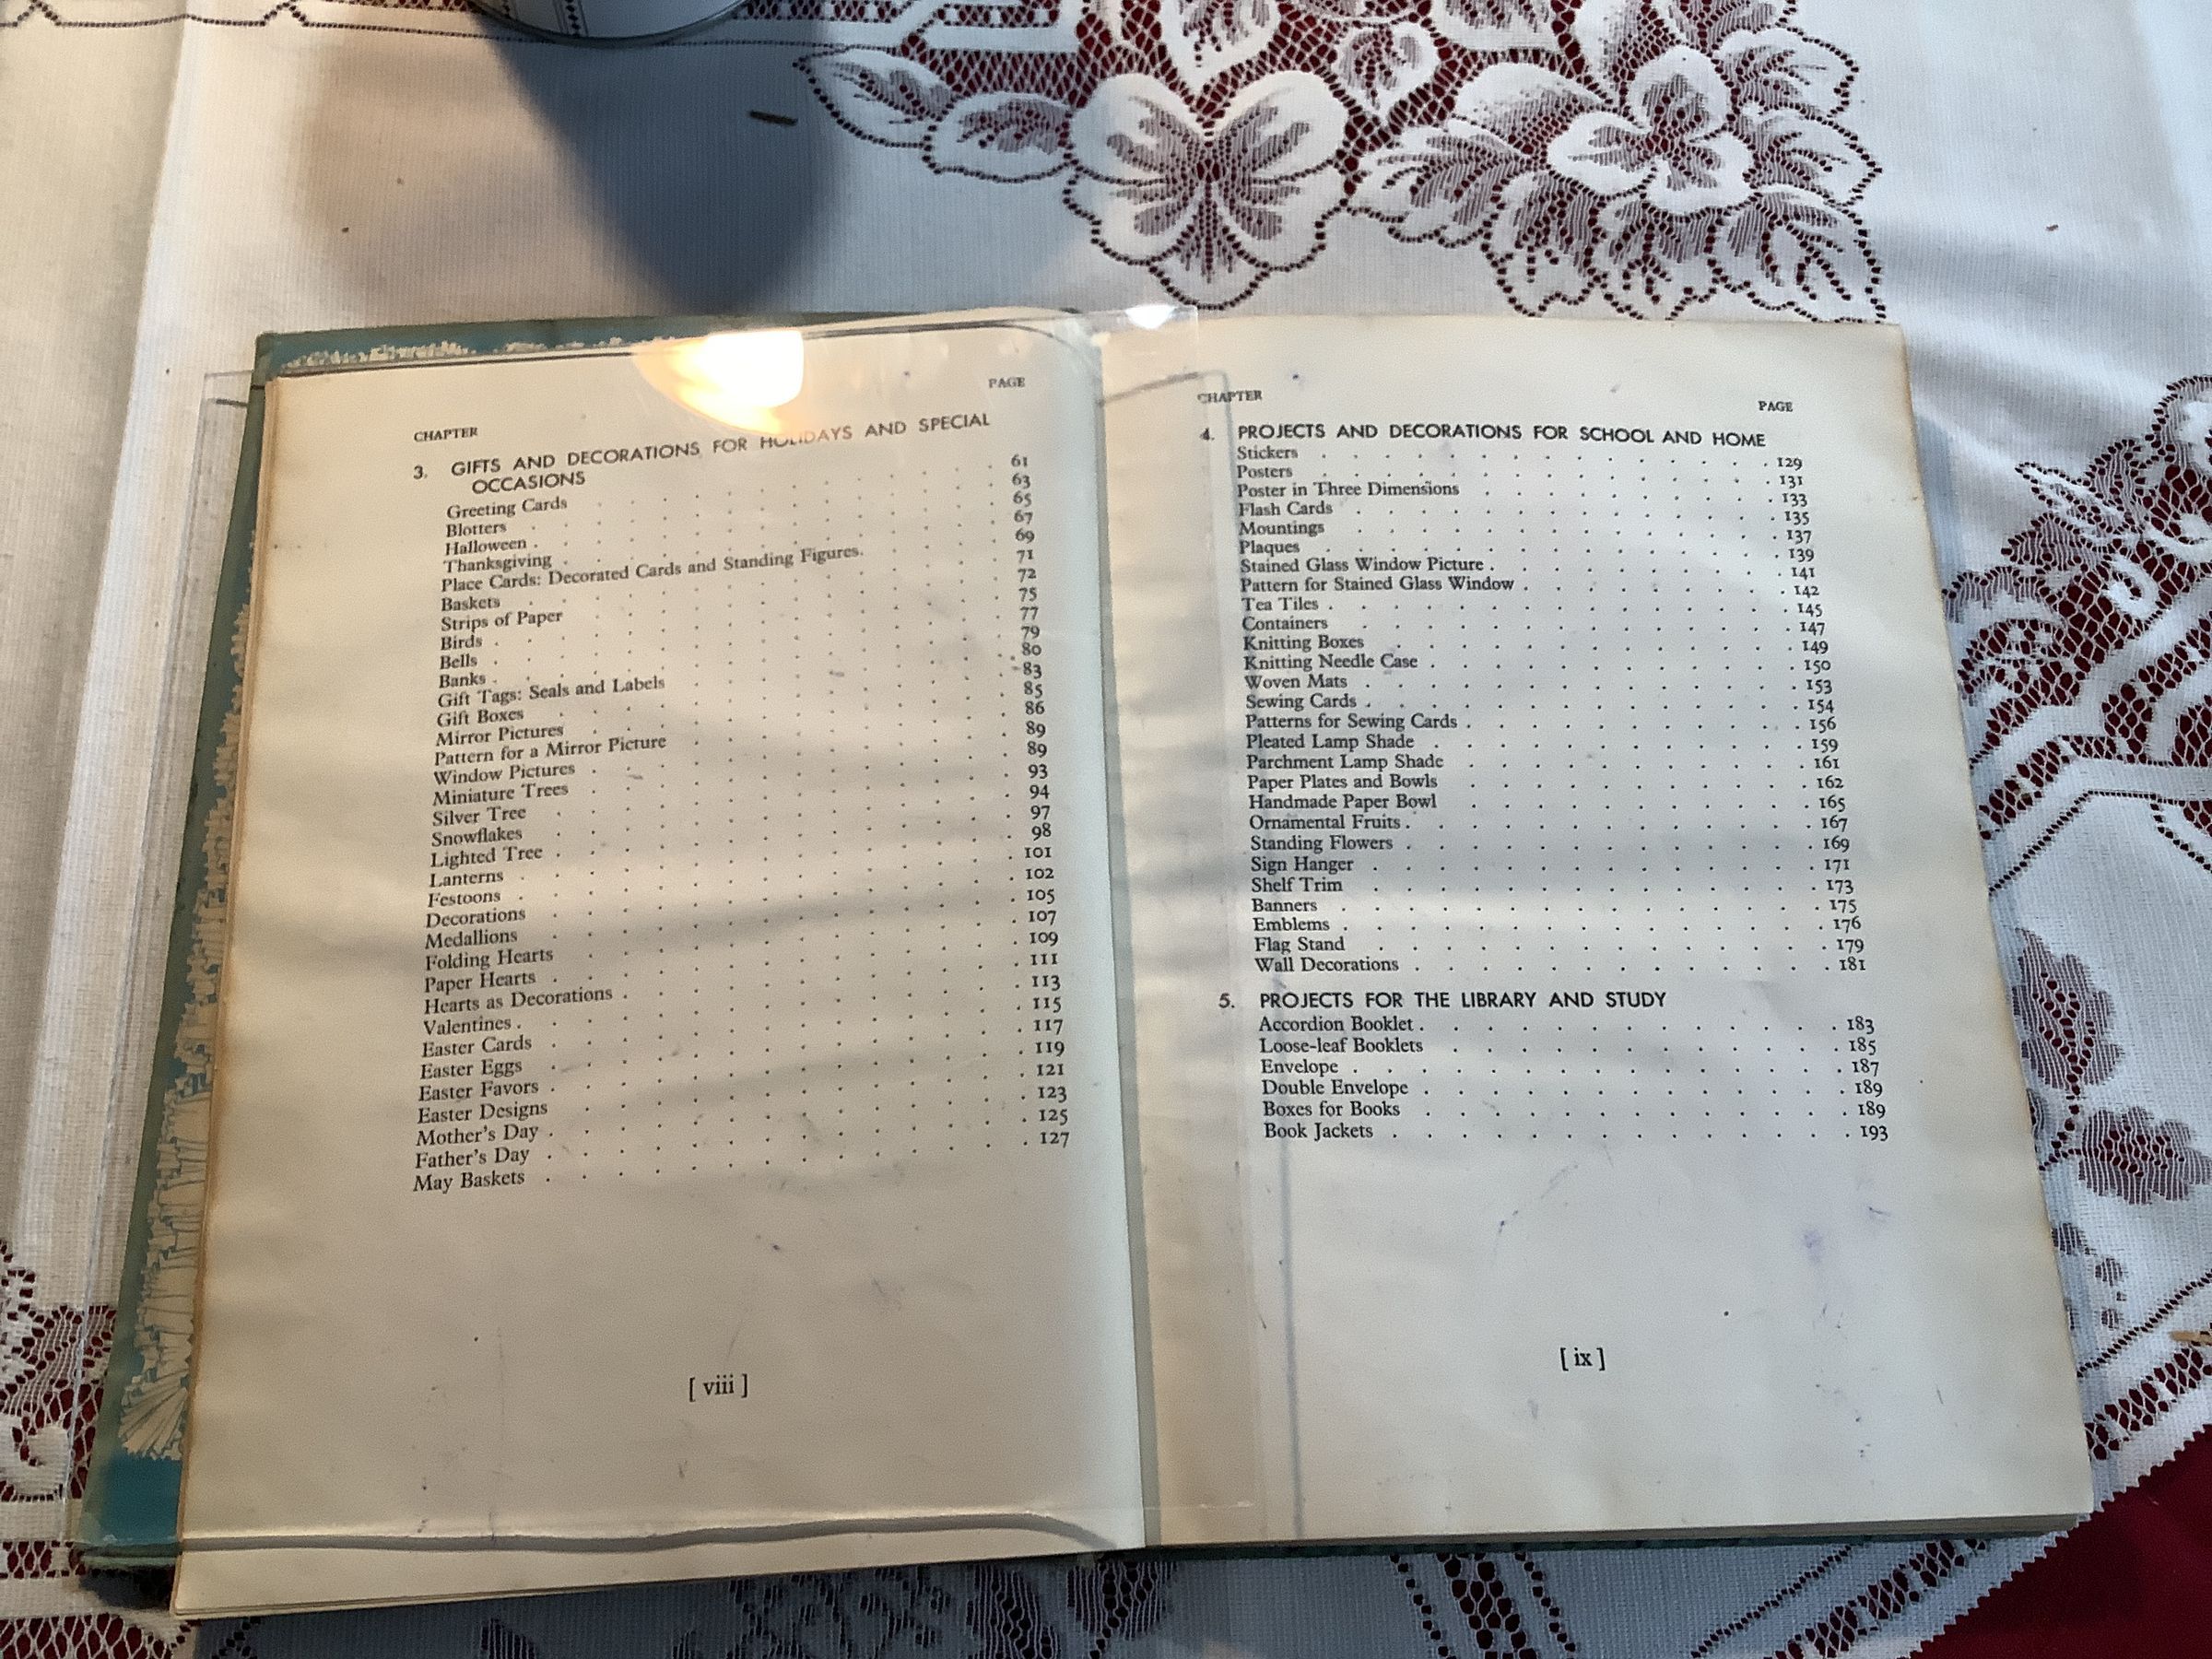 CHAPTER PAGE
3. GIFTS AND DECORATIONS FOR HOLIDAYS AND SPECIAL
OCCASIONS
Greeting Cards 61
Blotters 63
Halloween 65
Thanksgiving 67
Place Cards: Decorated Cards and Standing Figures 69
Baskets 71
Strips of Paper 72
Birds 75
Bells 77
Banks 79
Gift Tags: Seals and Labels 80
Gift Boxes 83
Mirror Pictures 85
Pattern for a Mirror Picture 86
Window Pictures 89
Miniature Trees 89
Silver Tree 93
Snowflakes 94
Lighted Tree 97
Lanterns 98
Festoons 101
Decorations 102
Medallions 105
Folding Hearts 107
Paper Hearts 109
Hearts as Decorations 111
Valentines 113
Easter Cards 115
Easter Eggs 117
Easter Favors 119
Easter Designs 121
Mother's Day 123
Father's Day 125
May Baskets 127
[ viii ]
CHAPTER PAGE
4. PROJECTS AND DECORATIONS FOR SCHOOL AND HOME
Stickers 129
Posters 131
Poster in Three Dimensions 133
Flash Cards 135
Mountings 137
Plaques 139
Stained Glass Window Picture 141
Pattern for Stained Glass Window 142
Tea Tiles 145
Containers 147
Knitting Boxes 149
Knitting Needle Case 150
Woven Mats 153
Sewing Cards 154
Patterns for Sewing Cards 156
Pleated Lamp Shade 159
Parchment Lamp Shade 161
Paper Plates and Bowls 162
Handmade Paper Bowl 165
Ornamental Fruits 167
Standing Flowers 169
Sign Hanger 171
Shelf Trim 173
Banners 175
Emblems 176
Flag Stand 179
Wall Decorations 181
5. PROJECTS FOR THE LIBRARY AND STUDY
Accordion Booklet 183
Loose-leaf Booklets 185
Envelope 187
Double Envelope 189
Boxes for Books 189
Book Jackets 193
[ ix ]